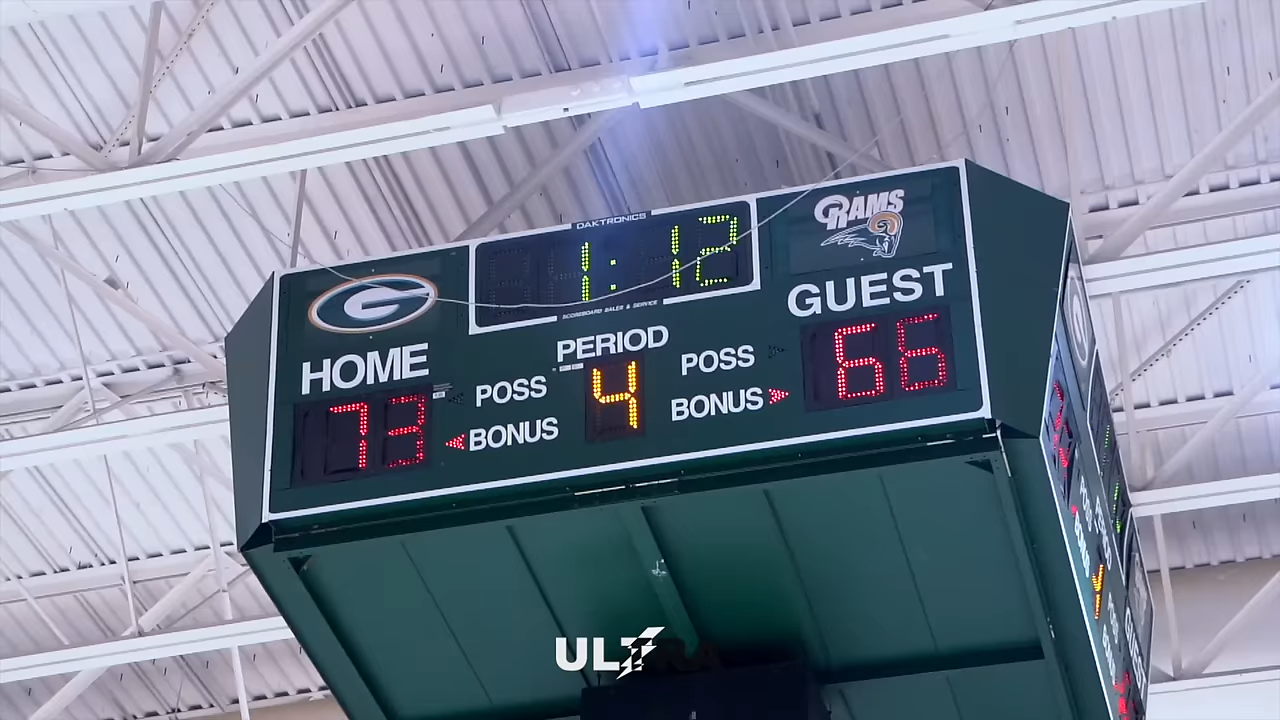 DAKTRONICS
1:12
SCOREBOARD SALES & SERVICE
G
RAMS
HOME
PERIOD
GUEST
73
POSS
4
POSS
66
BONUS
BONUS
ULTRA